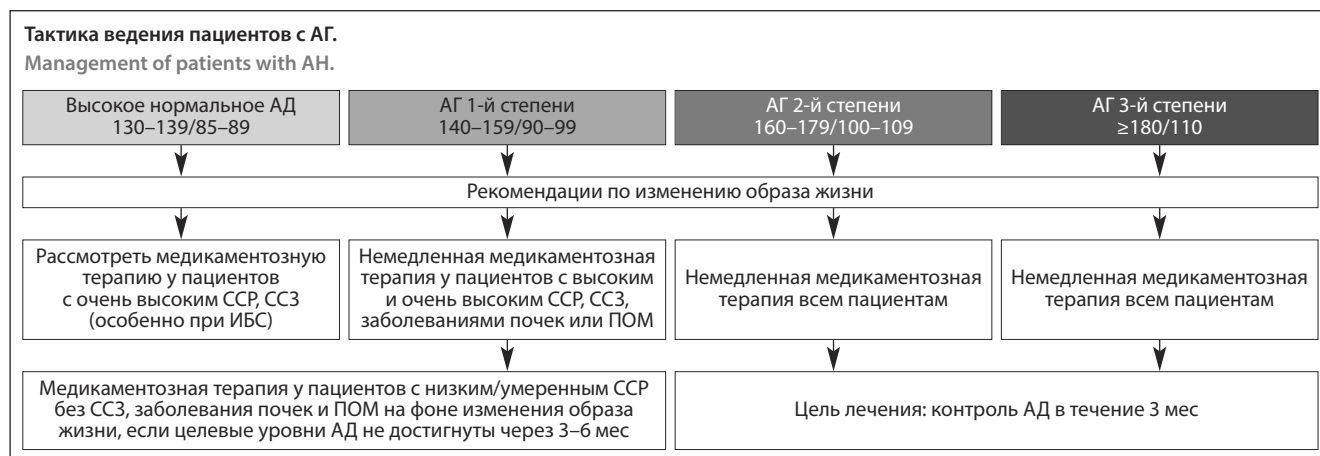 Тактика ведения пациентов с АГ.
Management of patients with AH.
Высокое нормальное АД
130–139/85–89
АГ 1-й степени
140–159/90–99
АГ 2-й степени
160–179/100–109
АГ 3-й степени
≥180/110
Рекомендации по изменению образа жизни
Рассмотреть медикаментозную
терапию у пациентов
с очень высоким ССР, ССЗ
(особенно при ИБС)
Немедленная медикаментозная
терапия у пациентов с высоким
и очень высоким ССР, ССЗ,
заболеваниями почек или ПОМ
Немедленная медикаментозная
терапия всем пациентам
Немедленная медикаментозная
терапия всем пациентам
Медикаментозная терапия у пациентов с низким/умеренным ССР
без ССЗ, заболевания почек и ПОМ на фоне изменения образа
жизни, если целевые уровни АД не достигнуты через 3–6 мес
Цель лечения: контроль АД в течение 3 мес